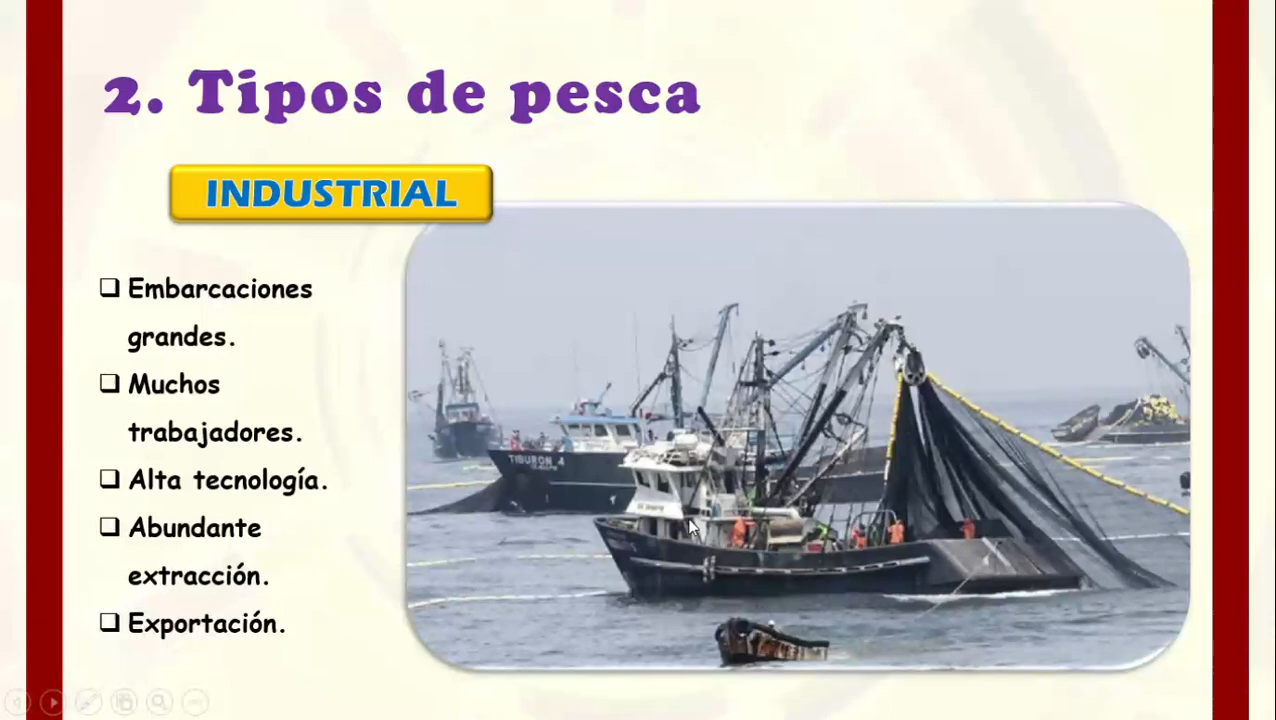 2. Tipos de pesca
INDUSTRIAL
Embarcaciones
grandes.
Muchos
trabajadores.
Alta tecnología.
Abundante
extracción.
Exportación.
TIBURON 4